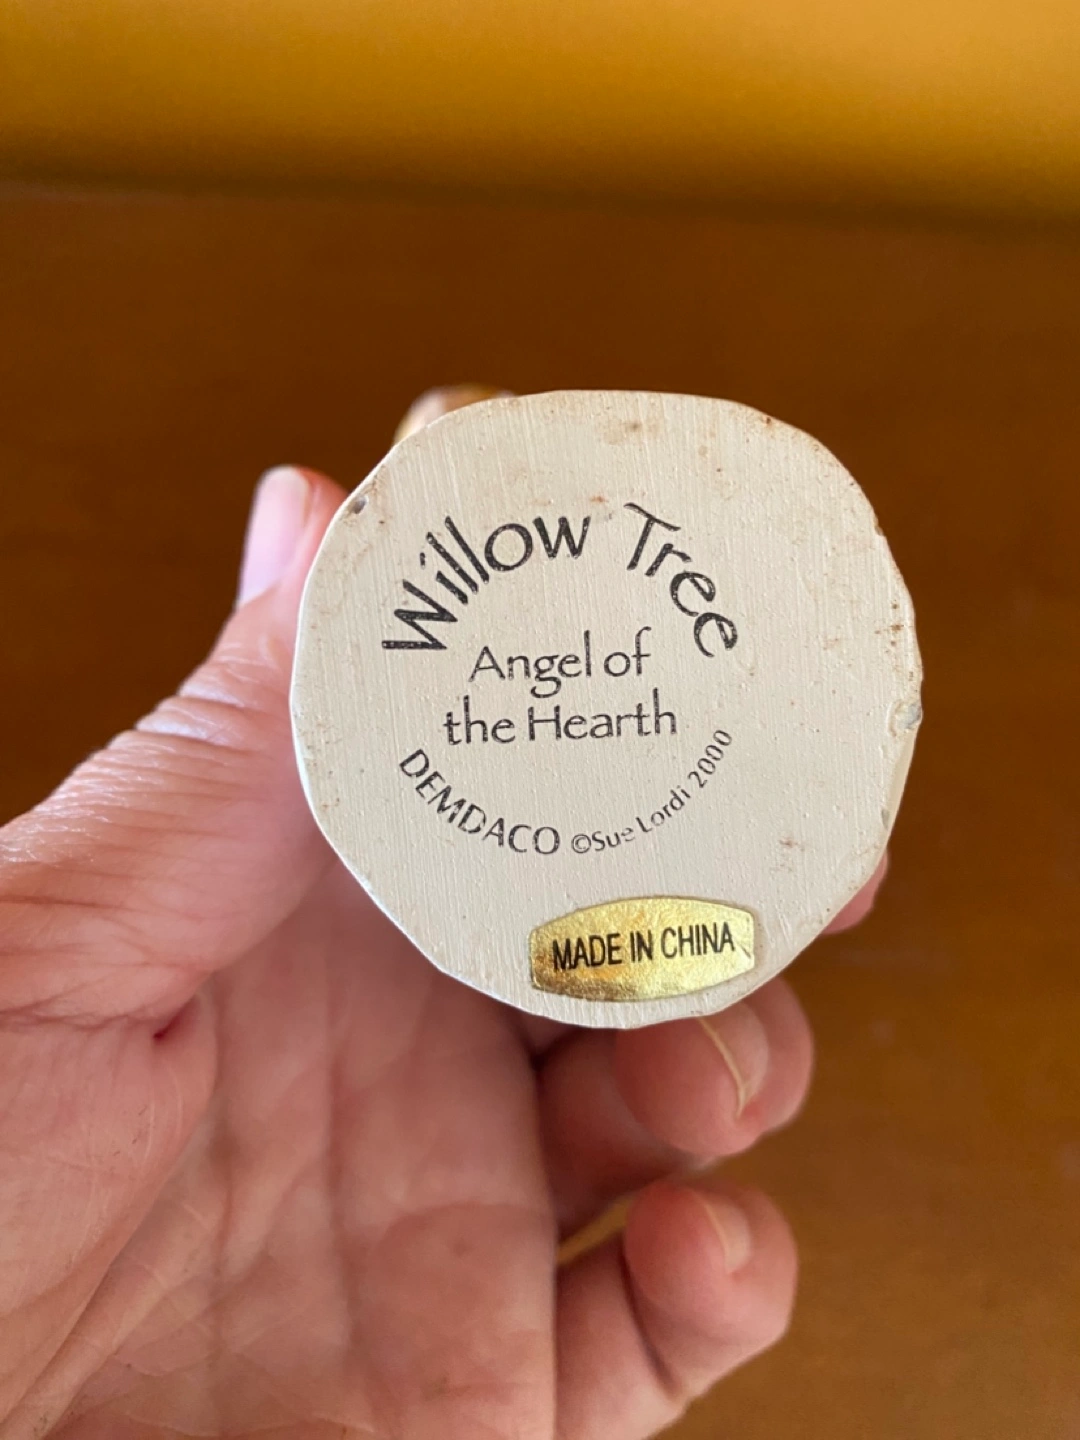 Willow Tree
Angel of
the Hearth
DEMDACO ©Sue Lordi 2000
MADE IN CHINA